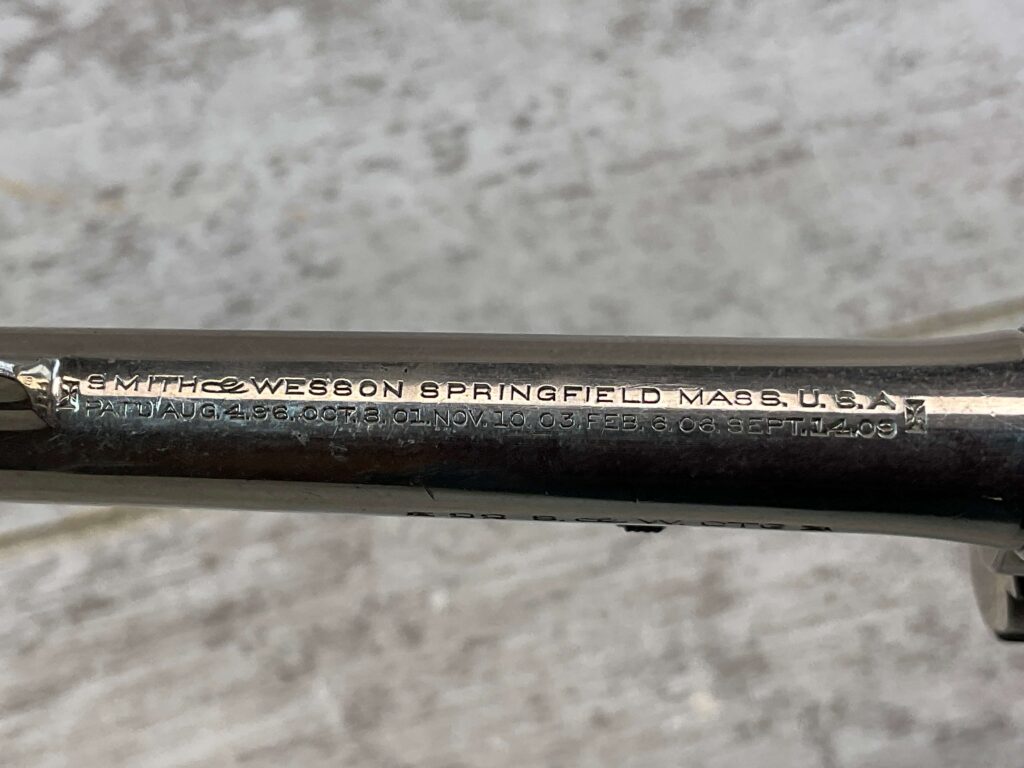 SMITH & WESSON SPRINGFIELD MASS. U.S.A.
PAT'D AUG. 4.96. OCT. 8. 01. NOV. 10. 03. FEB. 6 06. SEPT. 14. 09
S. & W. CTG